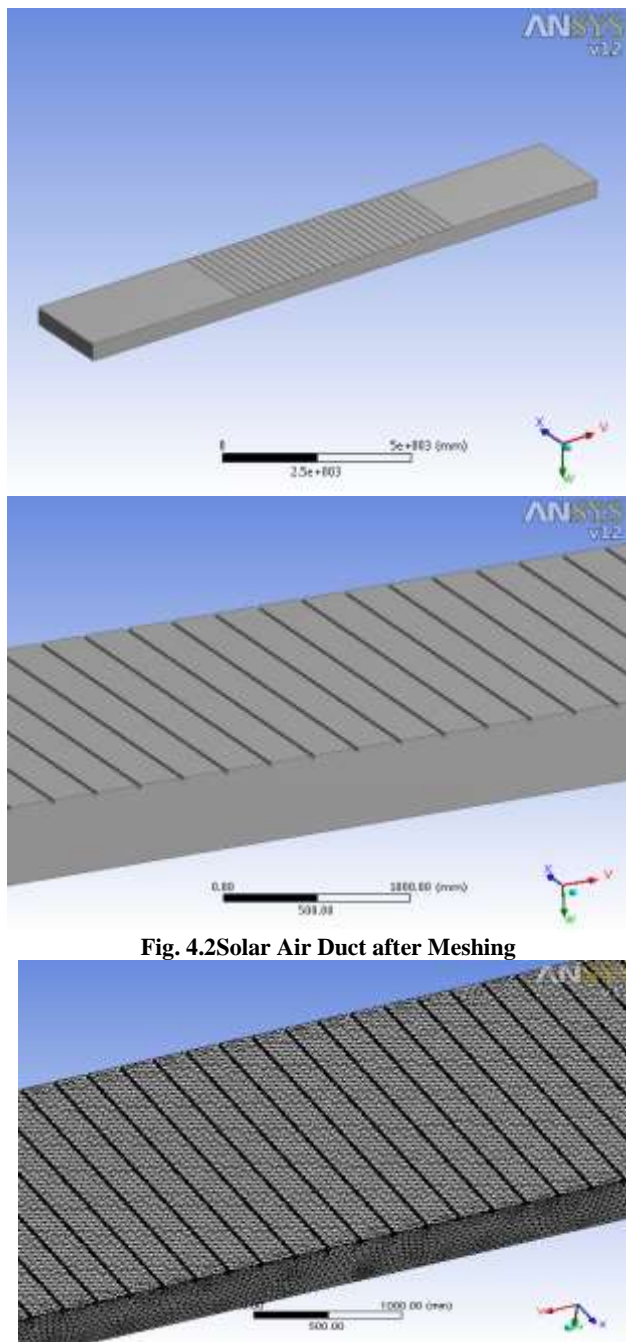 ANSYS
v12
X
Y
0
5e+003 (mm)
2.5e+003
ANSYS
v12
X
Y
0.00
1000.00 (mm)
500.00
Fig. 4.2Solar Air Duct after Meshing
ANSYS
1000.00 (mm)
500.00